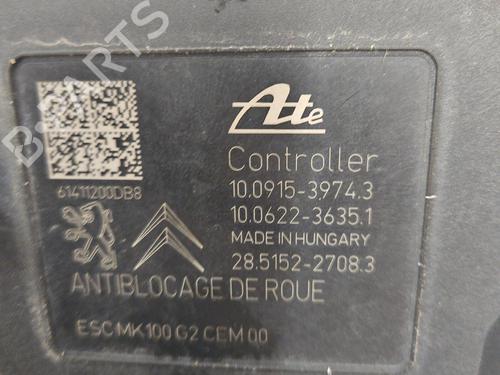 B-PARTS
Ate
61411200DB8
Controller
10.0915-3974.3
10.0622-3635.1
MADE IN HUNGARY
28.5152-2708.3
ANTIBLOCAGE DE ROUE
ESC MK100 G2 CEM 00